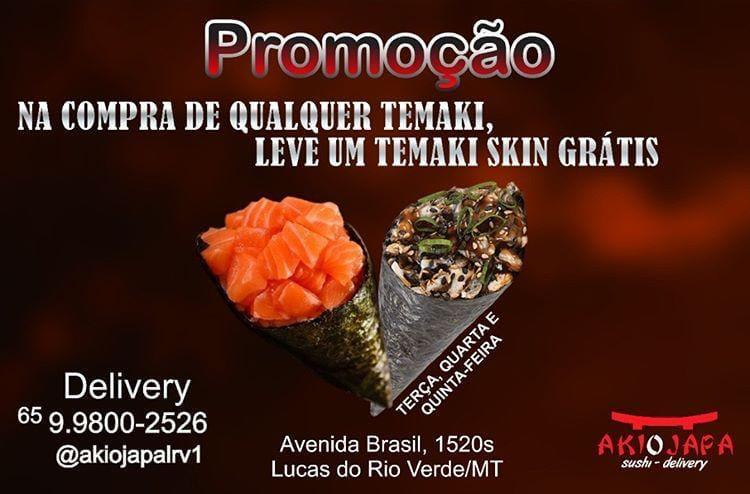 Promoção
NA COMPRA DE QUALQUER TEMAKI,
LEVE UM TEMAKI SKIN GRÁTIS
TERÇA, QUARTA E
QUINTA-FEIRA
Delivery
65 9.9800-2526
@akiojapalrv1
Avenida Brasil, 1520s
Lucas do Rio Verde/MT
AKIOJAPA
sushi - delivery